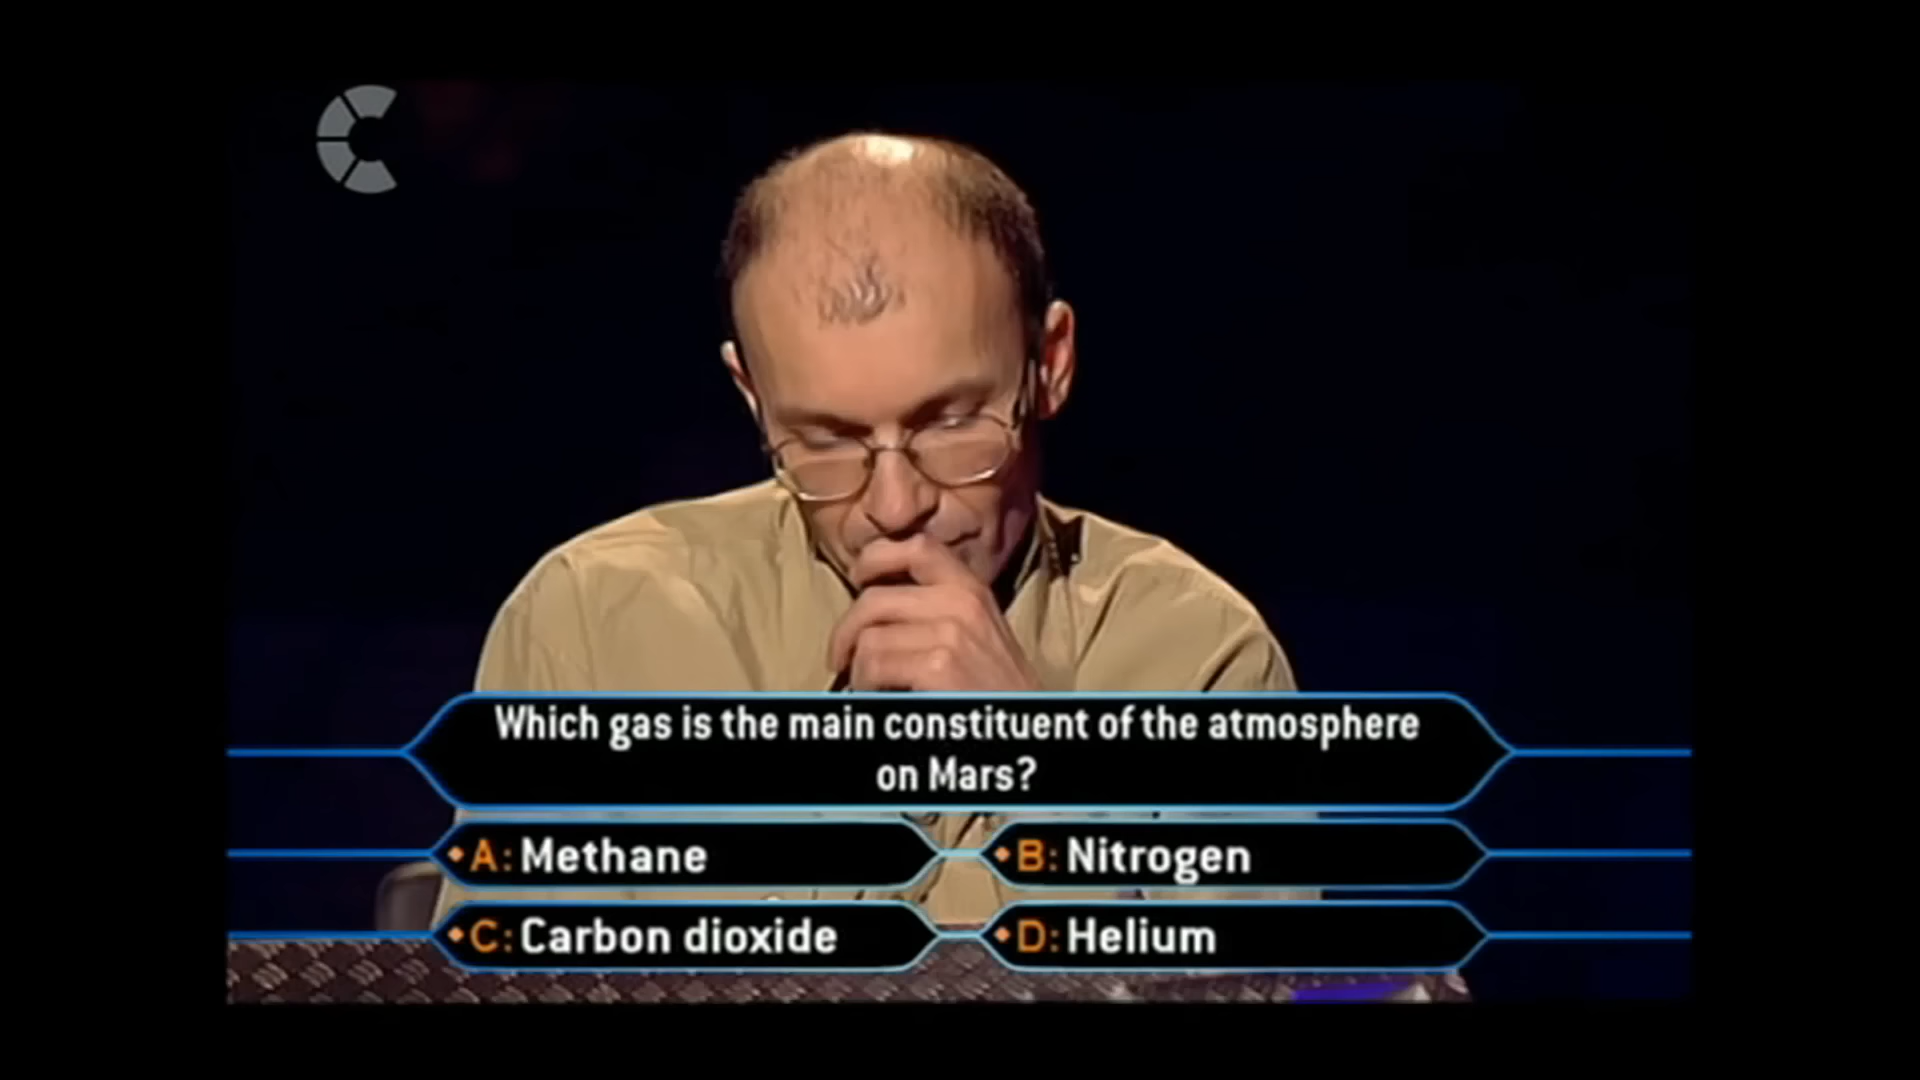 Which gas is the main constituent of the atmosphere
on Mars?
A: Methane
B: Nitrogen
C: Carbon dioxide
D: Helium